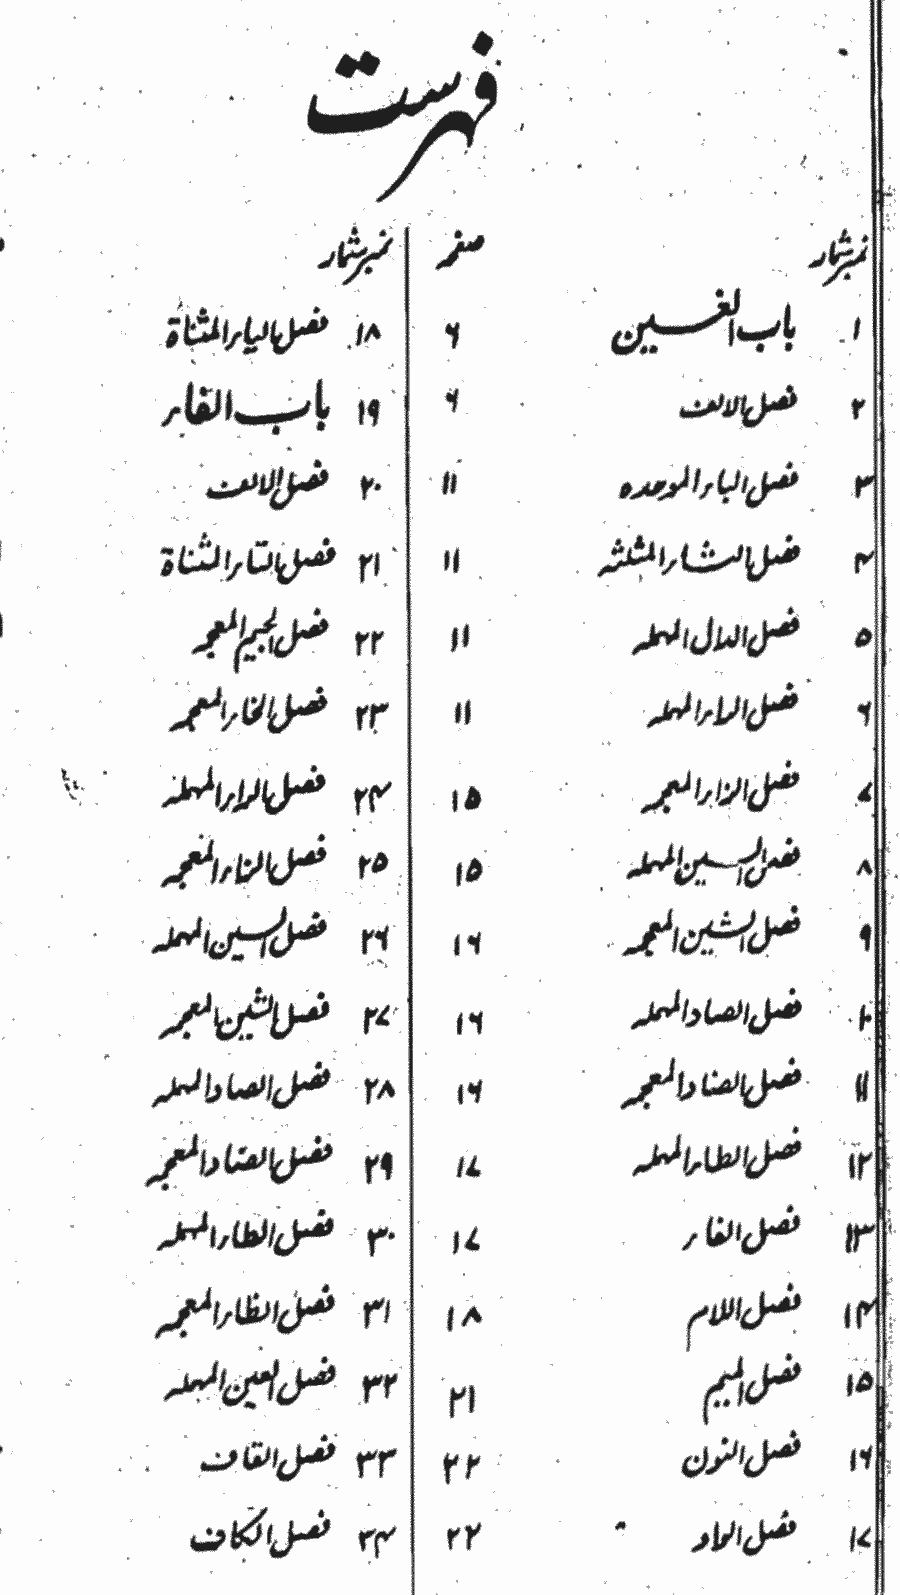 فهرست
نمبرشمار صفحہ
۱ باب الغین ۶
۲ فصل الالف ۶
۳ فصل الباء الموحدہ ۱۱
۴ فصل الثاء المثلثہ ۱۱
۵ فصل الدال المہملہ ۱۱
۶ فصل الراء المہملہ ۱۱
۷ فصل الزاء المعجمہ ۱۵
۸ فصل السین المہملہ ۱۵
۹ فصل الشین المعجمہ ۱۶
۱۰ فصل الصاد المہملہ ۱۶
۱۱ فصل الضاد المعجمہ ۱۶
۱۲ فصل الطاء المہملہ ۱۷
۱۳ فصل الفاء ۱۷
۱۴ فصل اللام ۱۸
۱۵ فصل المیم ۲۱
۱۶ فصل النون ۲۲
۱۷ فصل الواو ۲۲
نمبرشمار
۱۸ فصل الیاء المثناۃ
۱۹ باب الفاء
۲۰ فصل الالف
۲۱ فصل التاء المثناۃ
۲۲ فصل الجیم المعجمہ
۲۳ فصل الخاء المعجمہ
۲۴ فصل الراء المہملہ
۲۵ فصل الزاء المعجمہ
۲۶ فصل السین المہملہ
۲۷ فصل الشین المعجمہ
۲۸ فصل الصاد المہملہ
۲۹ فصل الضاد المعجمہ
۳۰ فصل الطاء المہملہ
۳۱ فصل الظاء المعجمہ
۳۲ فصل العین المہملہ
۳۳ فصل القاف
۳۴ فصل الکاف